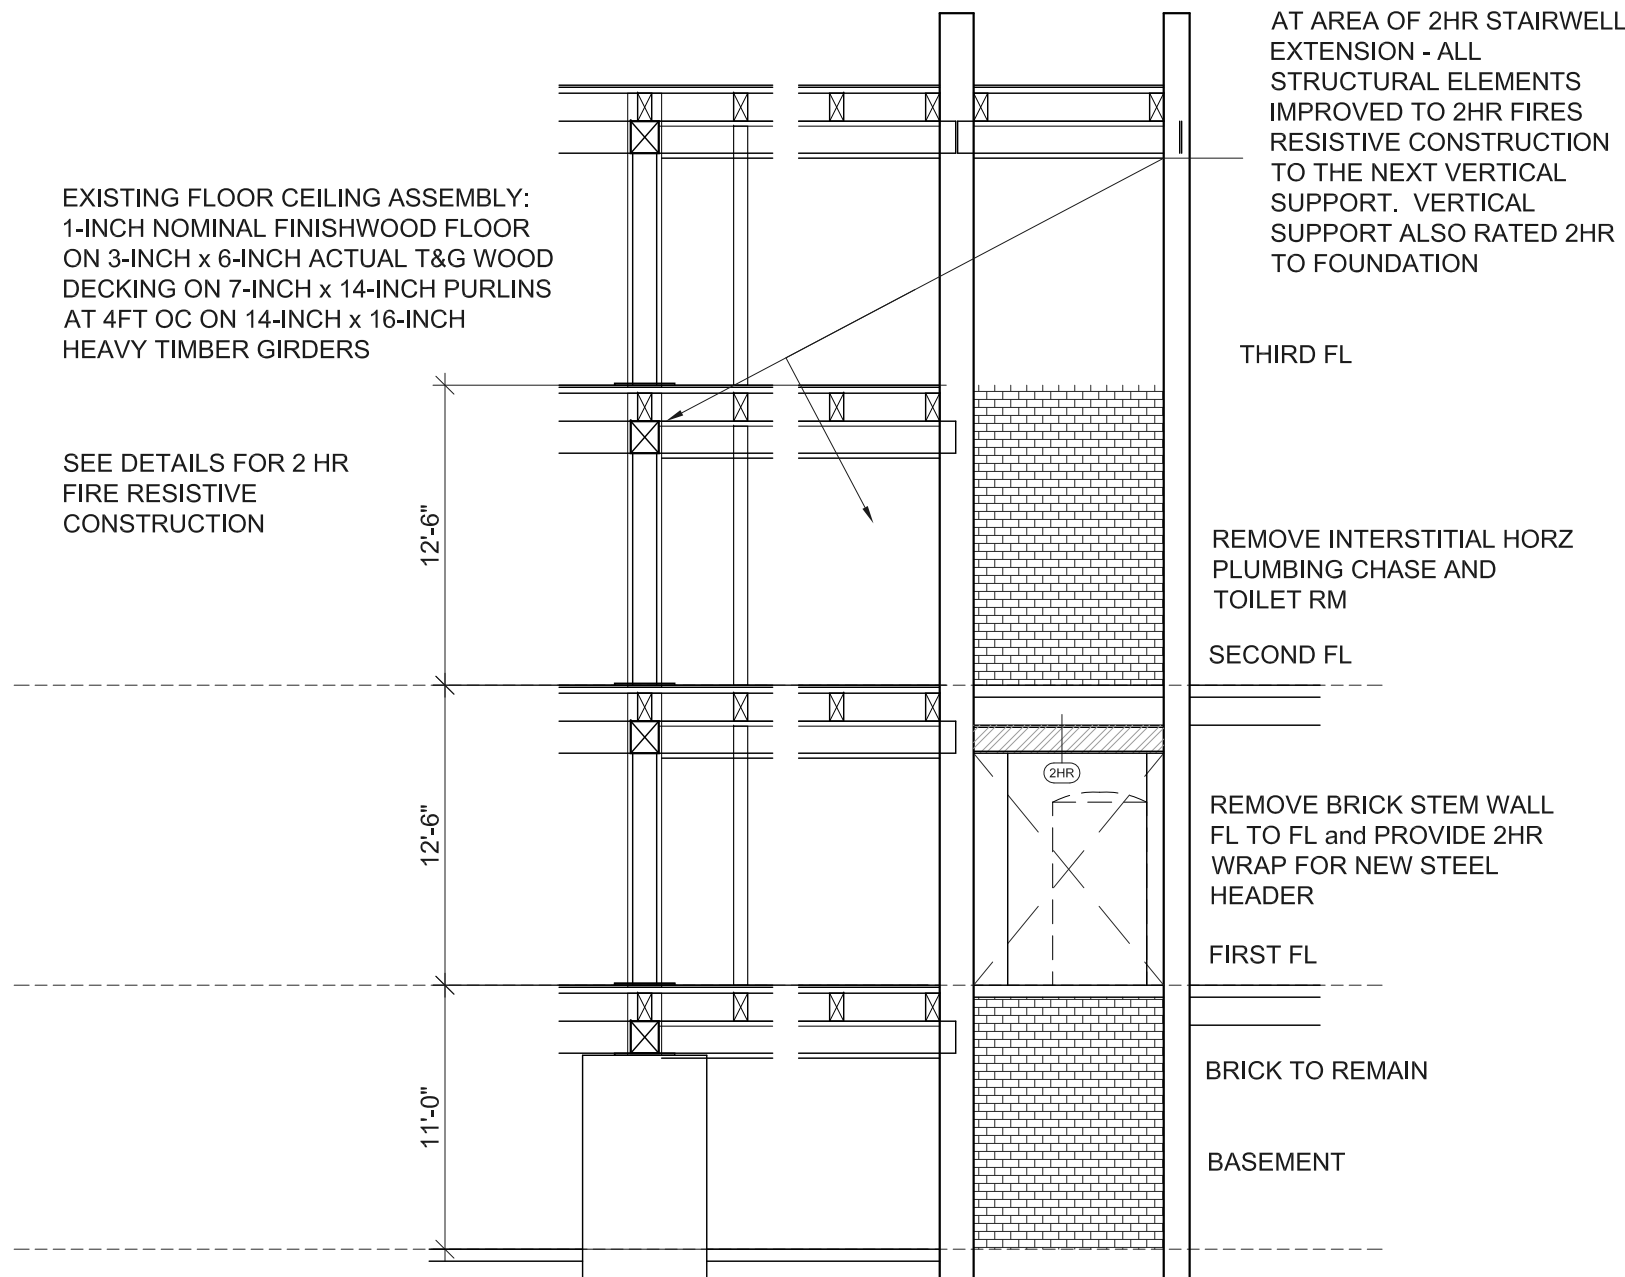 AT AREA OF 2HR STAIRWELL
EXTENSION - ALL
STRUCTURAL ELEMENTS
IMPROVED TO 2HR FIRES
RESISTIVE CONSTRUCTION
TO THE NEXT VERTICAL
SUPPORT. VERTICAL
SUPPORT ALSO RATED 2HR
TO FOUNDATION
EXISTING FLOOR CEILING ASSEMBLY:
1-INCH NOMINAL FINISHWOOD FLOOR
ON 3-INCH x 6-INCH ACTUAL T&G WOOD
DECKING ON 7-INCH x 14-INCH PURLINS
AT 4FT OC ON 14-INCH x 16-INCH
HEAVY TIMBER GIRDERS
THIRD FL
SEE DETAILS FOR 2 HR
FIRE RESISTIVE
CONSTRUCTION
12'-6"
REMOVE INTERSTITIAL HORZ
PLUMBING CHASE AND
TOILET RM
SECOND FL
2HR
12'-6"
REMOVE BRICK STEM WALL
FL TO FL and PROVIDE 2HR
WRAP FOR NEW STEEL
HEADER
FIRST FL
BRICK TO REMAIN
11'-0"
BASEMENT